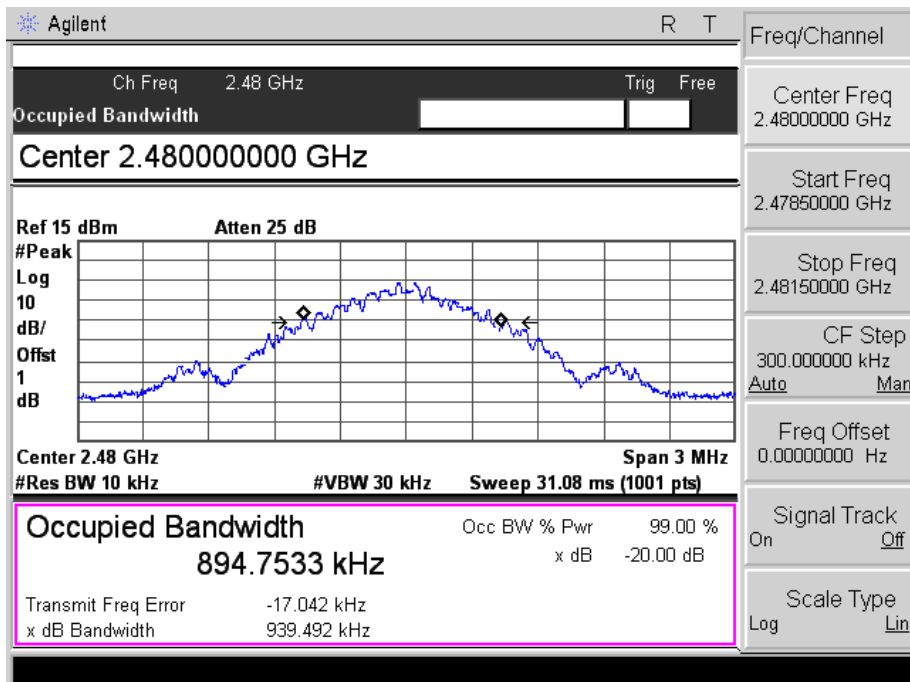 Agilent
R T
Ch Freq 2.48 GHz Trig Free
Occupied Bandwidth
Center 2.480000000 GHz
Ref 15 dBm Atten 25 dB
#Peak
Log
10
dB/
Offst
1
dB
Center 2.48 GHz Span 3 MHz
#Res BW 10 kHz #VBW 30 kHz Sweep 31.08 ms (1001 pts)
Occupied Bandwidth
894.7533 kHz
Occ BW % Pwr 99.00 %
x dB -20.00 dB
Transmit Freq Error -17.042 kHz
x dB Bandwidth 939.492 kHz
Freq/Channel
Center Freq
2.48000000 GHz
Start Freq
2.47850000 GHz
Stop Freq
2.48150000 GHz
CF Step
300.000000 kHz
Auto Man
Freq Offset
0.00000000 Hz
Signal Track
On Off
Scale Type
Log Lin